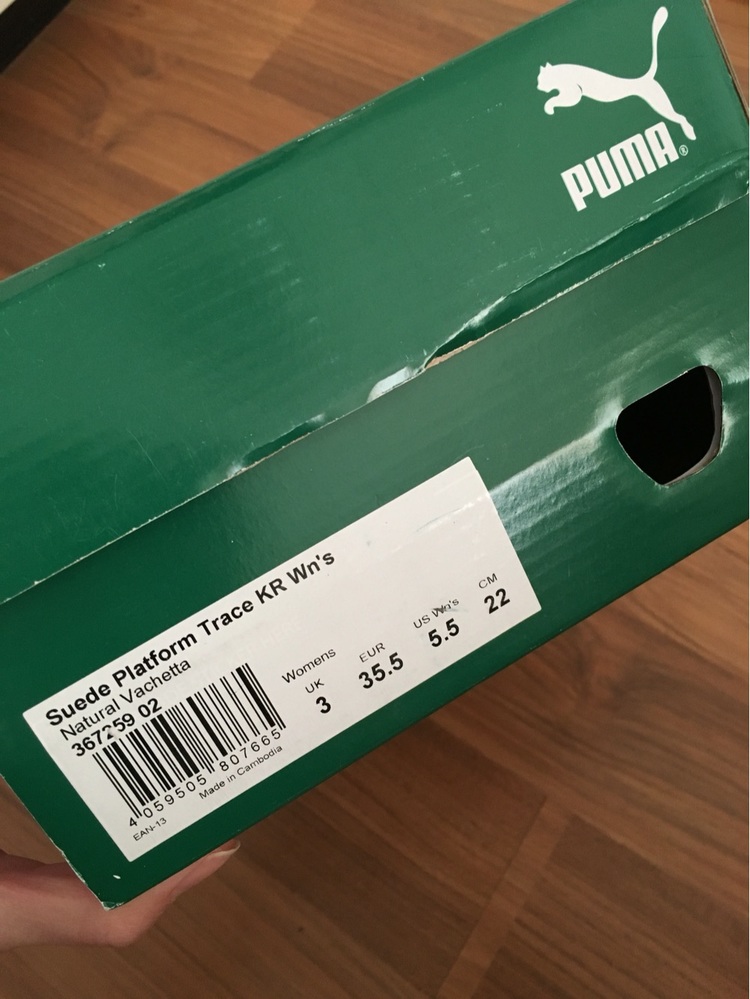 PUMA®
Suede Platform Trace KR Wn's
Natural Vachetta
367259 02
4 059505 807665
EAN-13
Made in Cambodia
Womens
UK
3
EUR
35.5
US Wn's
5.5
CM
22